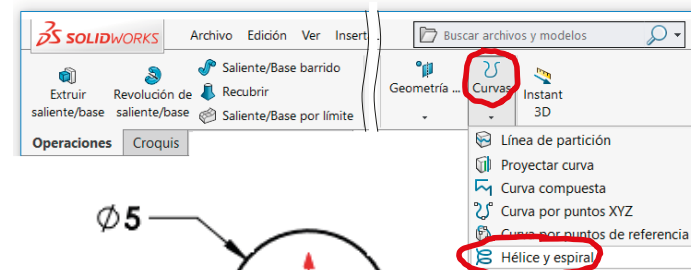 SOLIDWORKS Archivo Edición Ver Insert Buscar archivos y modelos
Extruir saliente/base
Revolución de saliente/base
Saliente/Base barrido
Recubrir
Saliente/Base por límite
Geometría ...
Curvas
Instant 3D
Operaciones Croquis
Línea de partición
Proyectar curva
Curva compuesta
Curva por puntos XYZ
Curva por puntos de referencia
Hélice y espiral
Ø5